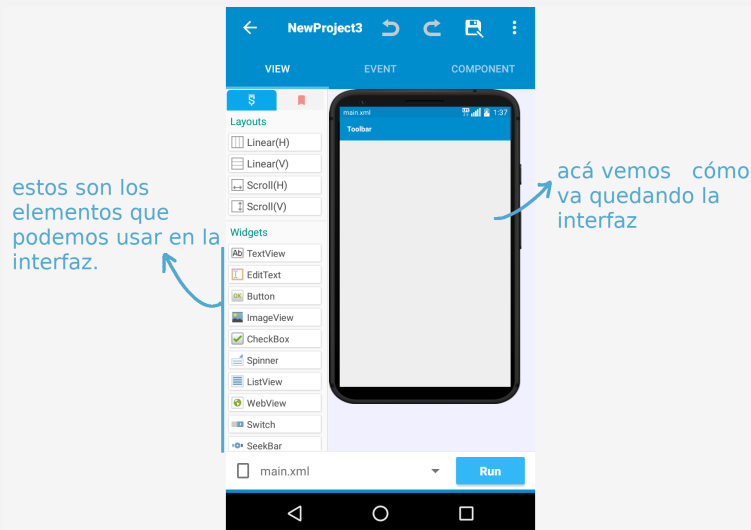 NewProject3
VIEW EVENT COMPONENT
Layouts
Linear(H)
Linear(V)
Scroll(H)
Scroll(V)
Widgets
Ab TextView
EditText
OK Button
ImageView
CheckBox
Spinner
ListView
WebView
Switch
SeekBar
main.xml 1:37
Toolbar
main.xml Run
estos son los
elementos que
podemos usar en la
interfaz.
acá vemos cómo
va quedando la
interfaz